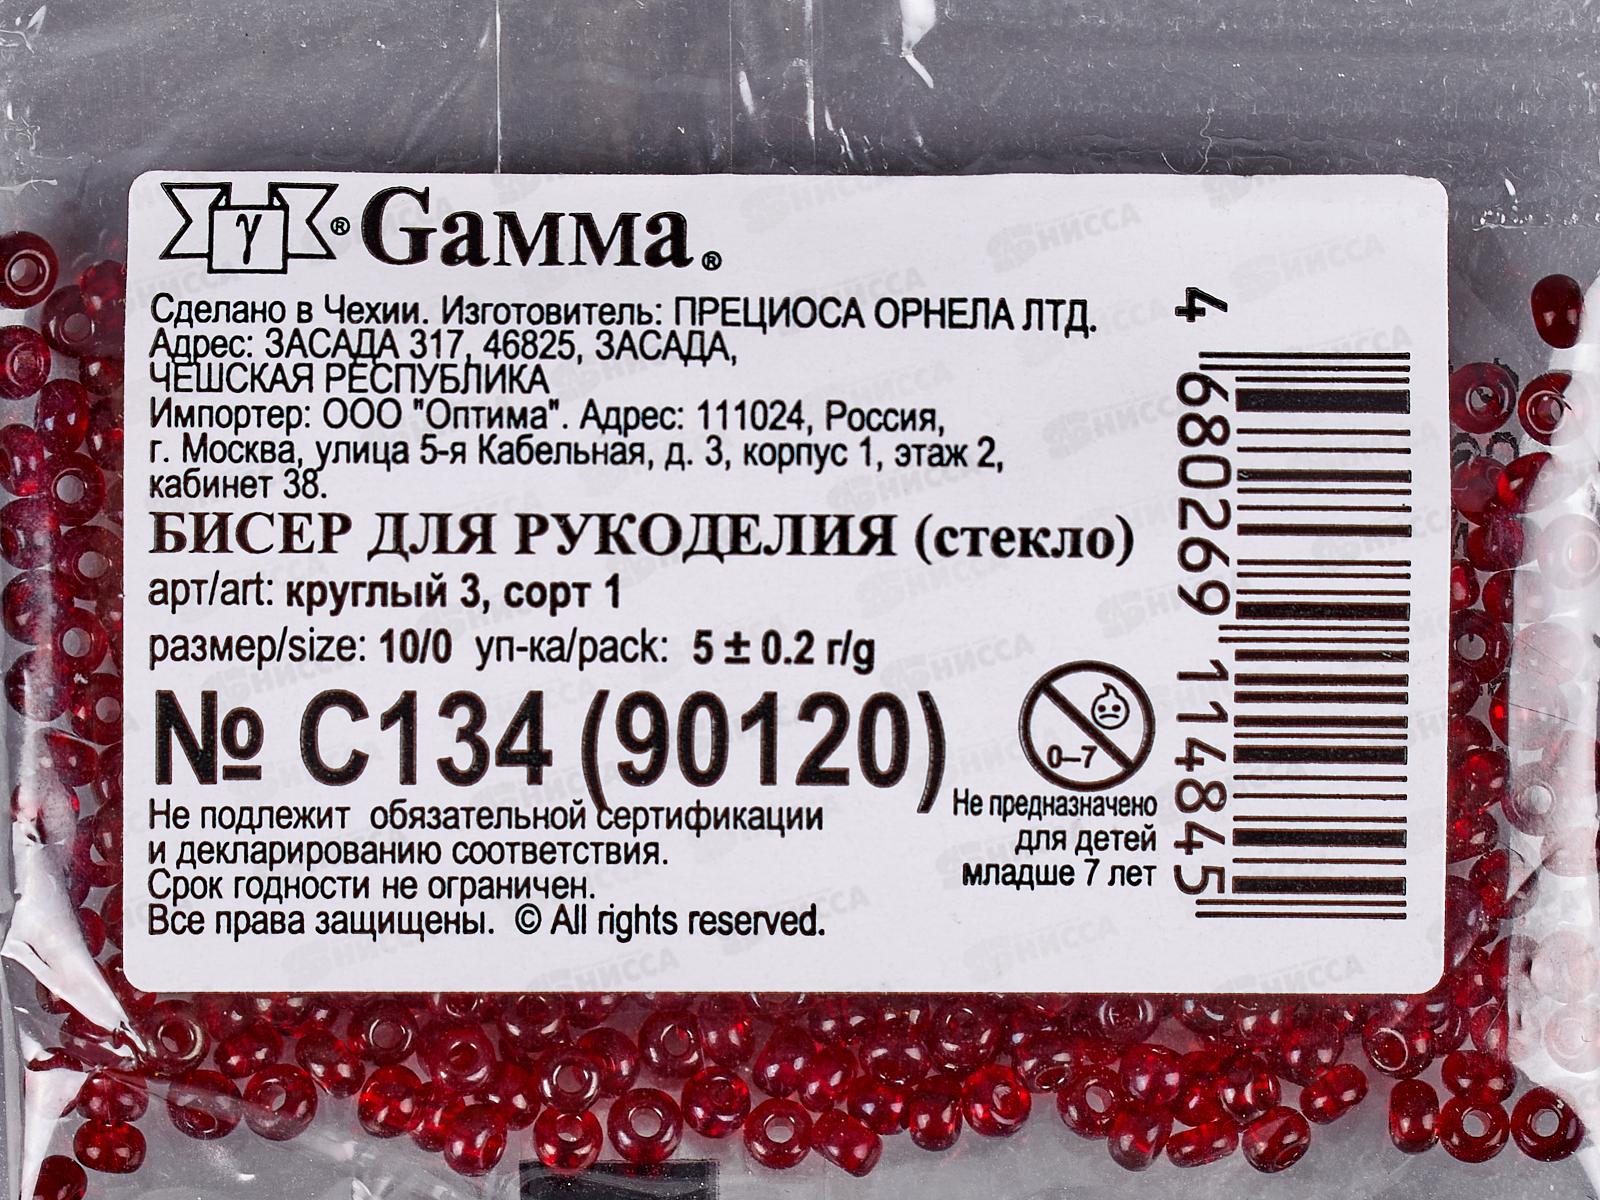 γ ® Gамма ®
Сделано в Чехии. Изготовитель: ПРЕЦИОСА ОРНЕЛА ЛТД.
Адрес: ЗАСАДА 317, 46825, ЗАСАДА,
ЧЕШСКАЯ РЕСПУБЛИКА
Импортер: ООО "Оптима". Адрес: 111024, Россия,
г. Москва, улица 5-я Кабельная, д. 3, корпус 1, этаж 2,
кабинет 38.
БИСЕР ДЛЯ РУКОДЕЛИЯ (стекло)
арт/art: круглый 3, сорт 1
размер/size: 10/0 уп-ка/pack: 5 ± 0.2 г/g
№ С134 (90120)
Не подлежит обязательной сертификации
и декларированию соответствия.
Срок годности не ограничен.
Все права защищены. © All rights reserved.
0–7
Не предназначено
для детей
младше 7 лет
4 680269 114845
НИССА